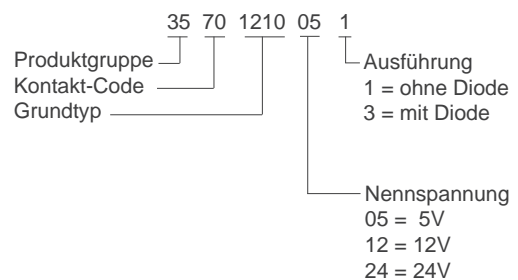 35 70 1210 05 1
Produktgruppe
Kontakt-Code
Grundtyp
Ausführung
1 = ohne Diode
3 = mit Diode
Nennspannung
05 = 5V
12 = 12V
24 = 24V